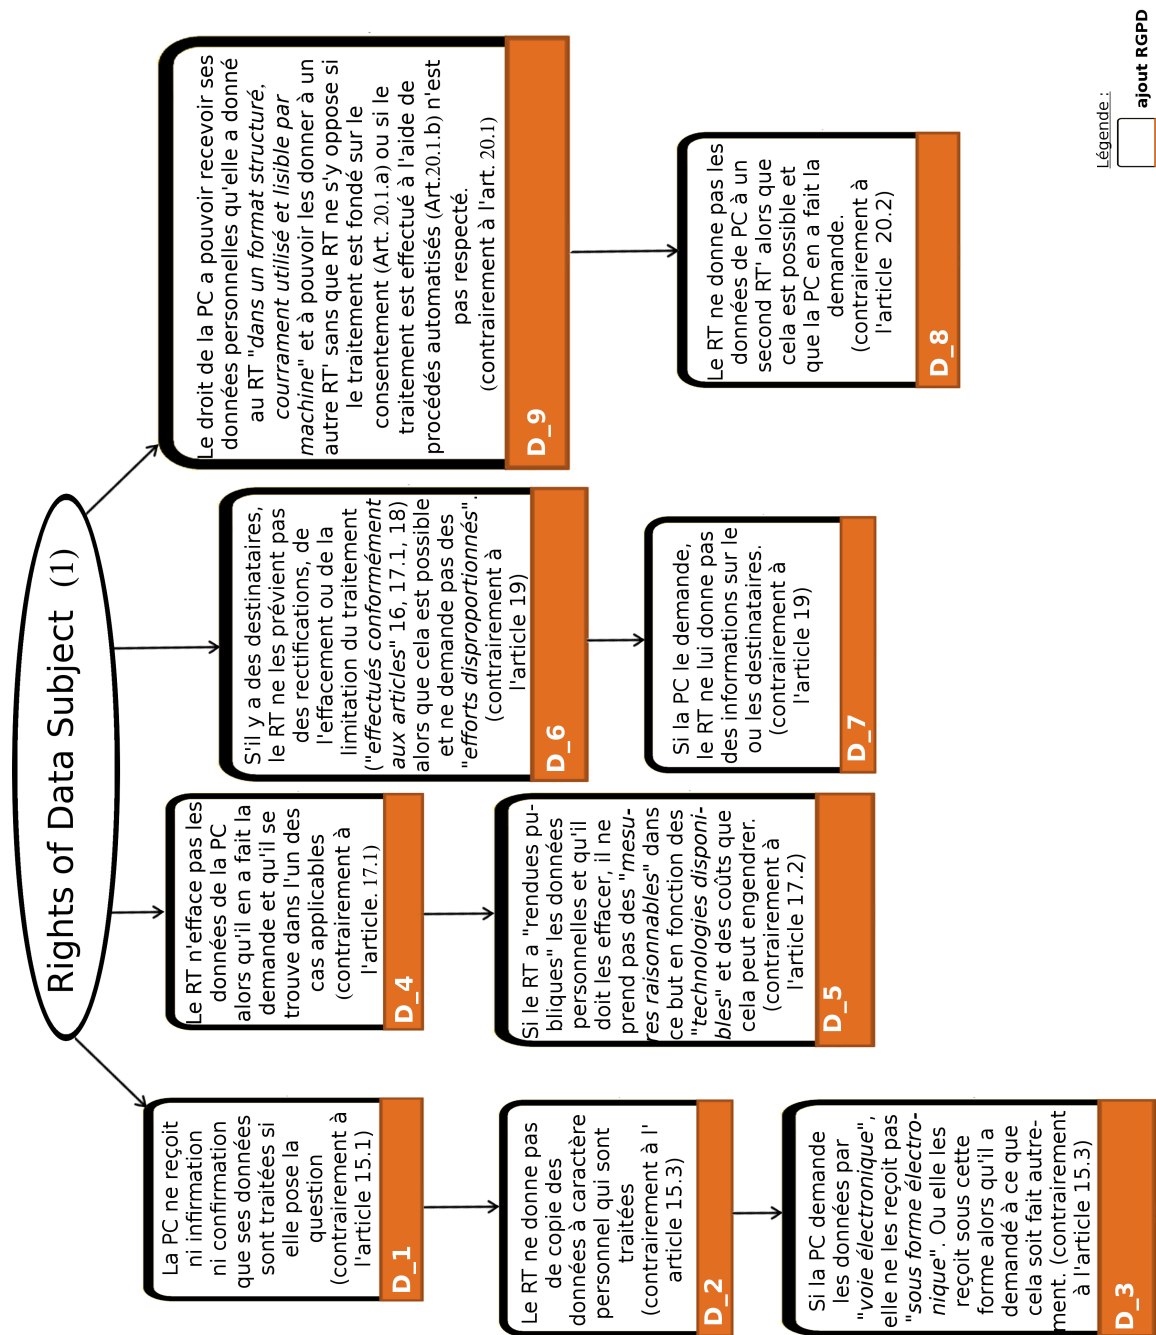 Rights of Data Subject (1)
La PC ne reçoit
ni infirmation
ni confirmation
que ses données
sont traitées si
elle pose la
question
(contrairement à
l'article 15.1)
D_1
Le RT ne donne pas
de copie des
données à caractère
personnel qui sont
traitées
(contrairement à l'
article 15.3)
D_2
Si la PC demande
les données par
"voie électronique",
elle ne les reçoit pas
"sous forme électro-
nique". Ou elle les
reçoit sous cette
forme alors qu'il a
demandé à ce que
cela soit fait autre-
ment. (contrairement
à l'article 15.3)
D_3
Le RT n'efface pas les
données de la PC
alors qu'il en a fait la
demande et qu'il se
trouve dans l'un des
cas applicables
(contrairement à
l'article. 17.1)
D_4
Si le RT a "rendues pu-
bliques" les données
personnelles et qu'il
doit les effacer, il ne
prend pas des "mesu-
res raisonnables" dans
ce but en fonction des
"technologies disponi-
bles" et des coûts que
cela peut engendrer.
(contrairement à
l'article 17.2)
D_5
S'il y a des destinataires,
le RT ne les prévient pas
des rectifications, de
l'effacement ou de la
limitation du traitement
("effectués conformément
aux articles" 16, 17.1, 18)
alors que cela est possible
et ne demande pas des
"efforts disproportionnés".
(contrairement à
l'article 19)
D_6
Si la PC le demande,
le RT ne lui donne pas
des informations sur le
ou les destinataires.
(contrairement à
l'article 19)
D_7
Le droit de la PC a pouvoir recevoir ses
données personnelles qu'elle a donné
au RT "dans un format structuré,
courrament utilisé et lisible par
machine" et à pouvoir les donner à un
autre RT' sans que RT ne s'y oppose si
le traitement est fondé sur le
consentement (Art. 20.1.a) ou si le
traitement est effectué à l'aide de
procédés automatisés (Art.20.1.b) n'est
pas respecté.
(contrairement à l'art. 20.1)
D_9
Le RT ne donne pas les
données de PC à un
second RT' alors que
cela est possible et
que la PC en a fait la
demande.
(contrairement à
l'article 20.2)
D_8
Légende :
ajout RGPD